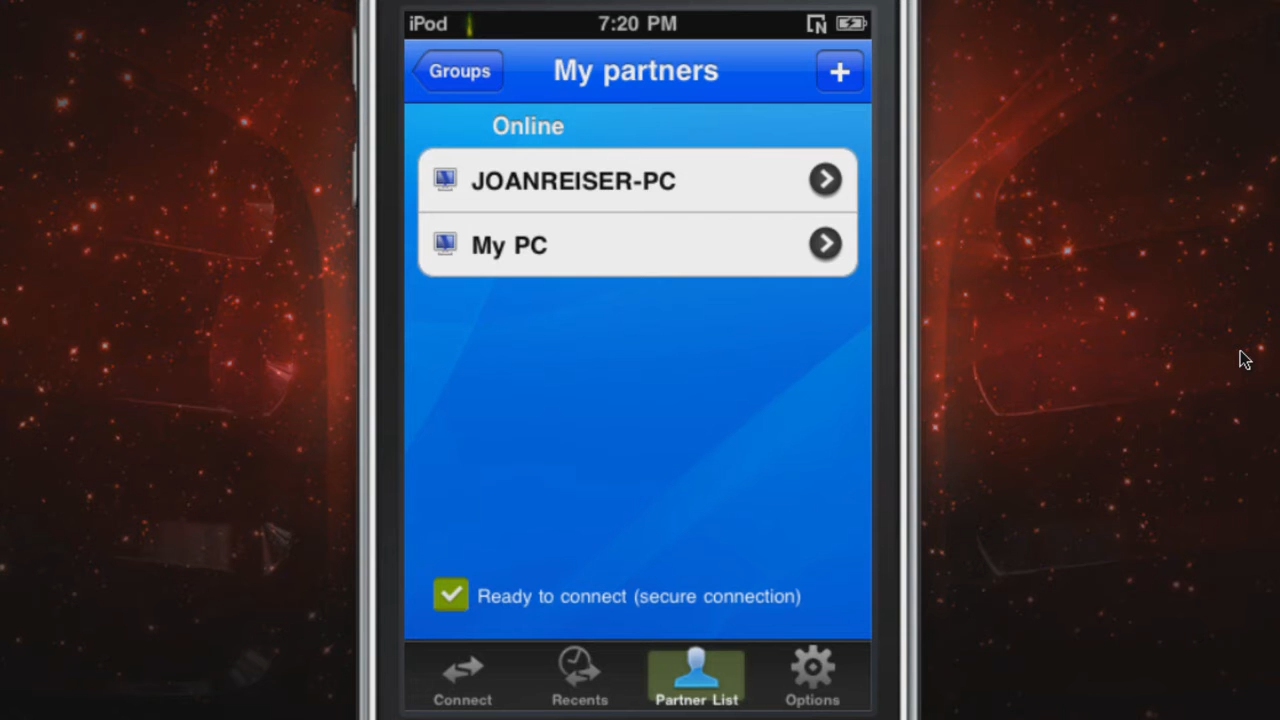 iPod 7:20 PM N
Groups My partners +
Online
JOANREISER-PC
My PC
Ready to connect (secure connection)
Connect Recents Partner List Options